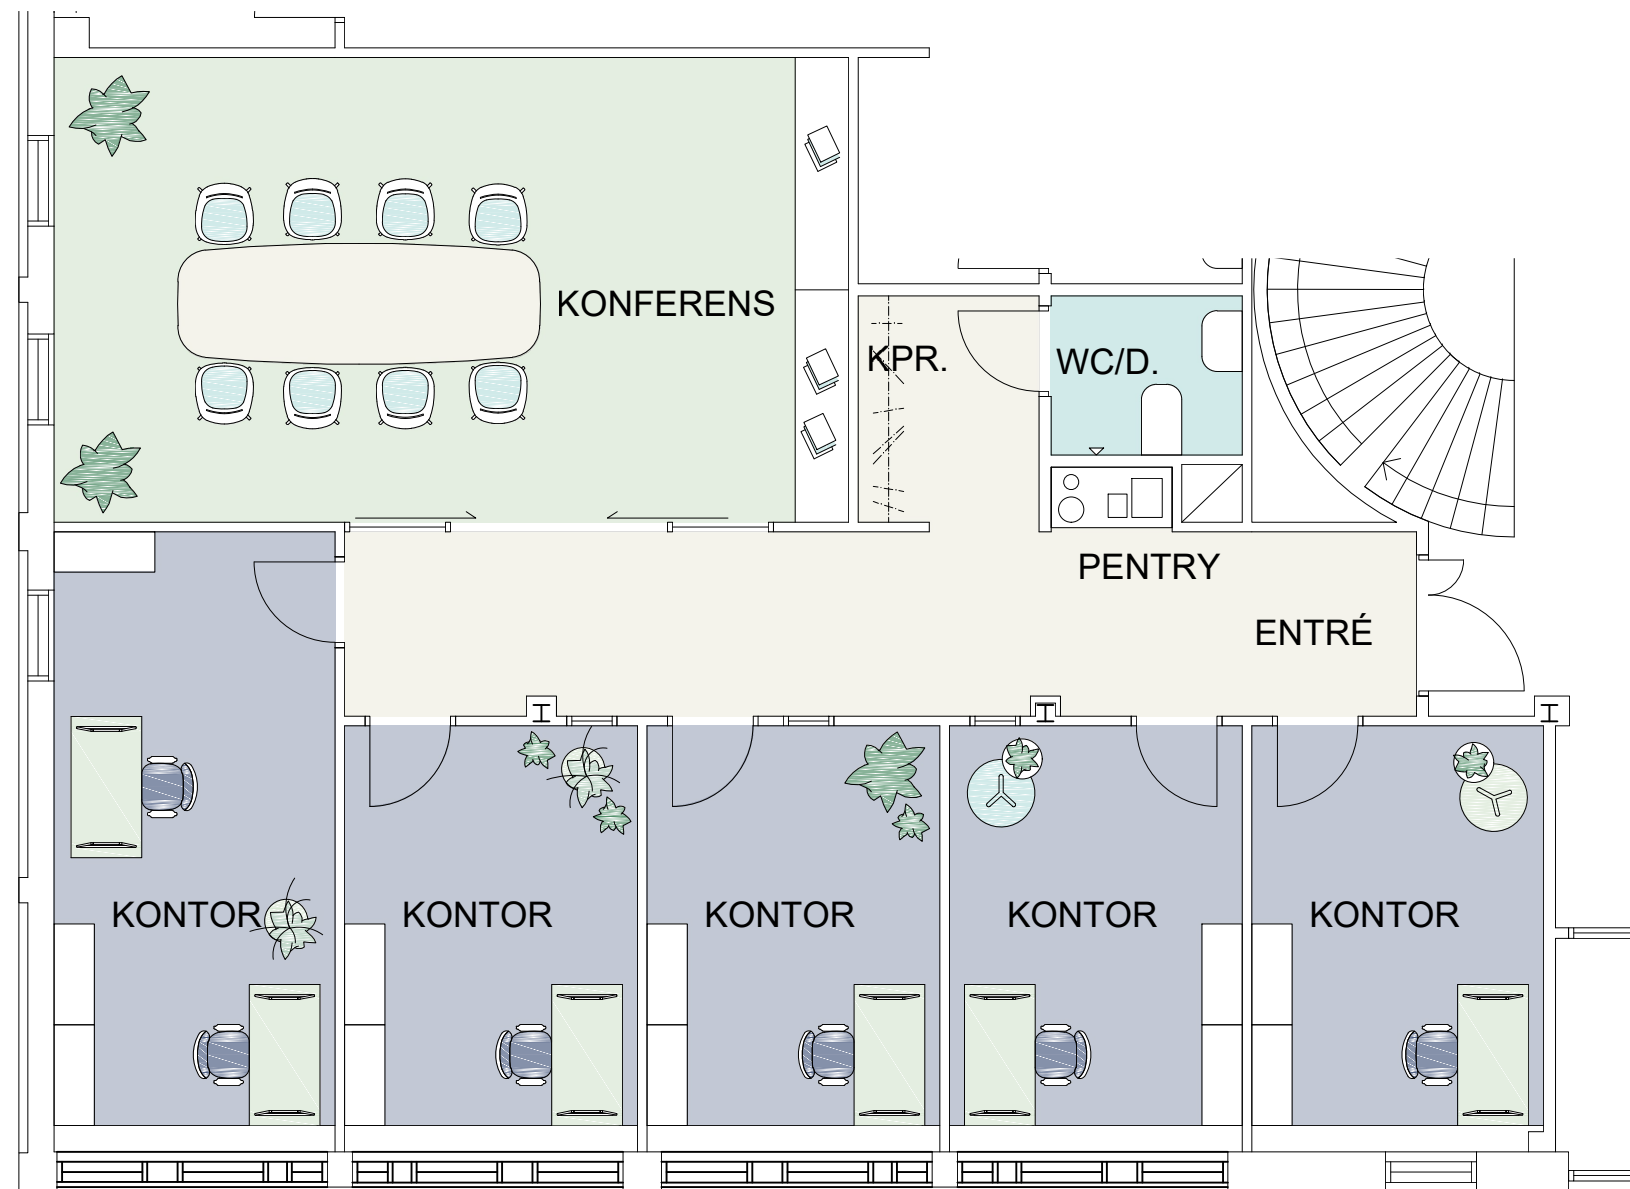 KONFERENS
KPR.
WC/D.
PENTRY
ENTRÉ
KONTOR
KONTOR
KONTOR
KONTOR
KONTOR